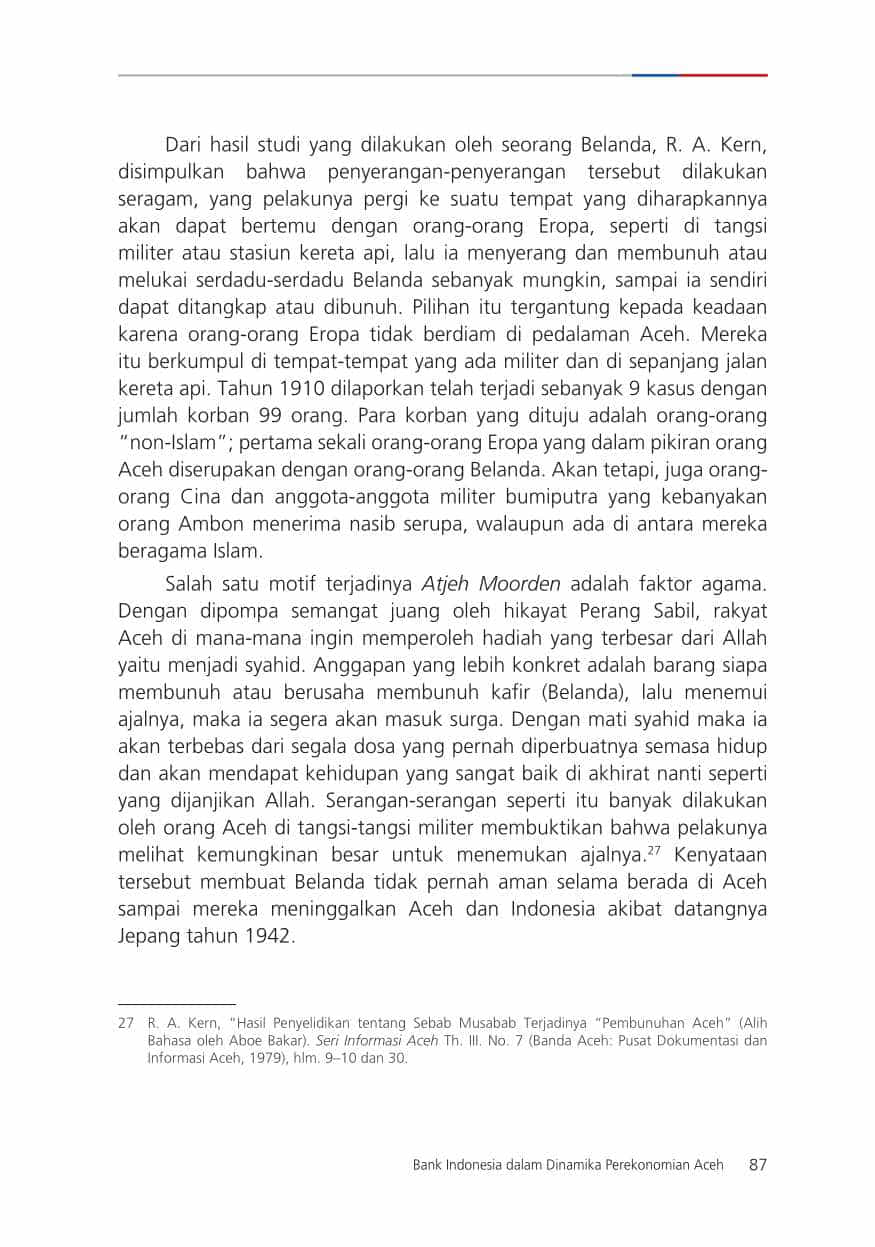 Dari hasil studi yang dilakukan oleh seorang Belanda, R. A. Kern,
disimpulkan bahwa penyerangan-penyerangan tersebut dilakukan
seragam, yang pelakunya pergi ke suatu tempat yang diharapkannya
akan dapat bertemu dengan orang-orang Eropa, seperti di tangsi
militer atau stasiun kereta api, lalu ia menyerang dan membunuh atau
melukai serdadu-serdadu Belanda sebanyak mungkin, sampai ia sendiri
dapat ditangkap atau dibunuh. Pilihan itu tergantung kepada keadaan
karena orang-orang Eropa tidak berdiam di pedalaman Aceh. Mereka
itu berkumpul di tempat-tempat yang ada militer dan di sepanjang jalan
kereta api. Tahun 1910 dilaporkan telah terjadi sebanyak 9 kasus dengan
jumlah korban 99 orang. Para korban yang dituju adalah orang-orang
“non-Islam”; pertama sekali orang-orang Eropa yang dalam pikiran orang
Aceh diserupakan dengan orang-orang Belanda. Akan tetapi, juga orang-
orang Cina dan anggota-anggota militer bumiputra yang kebanyakan
orang Ambon menerima nasib serupa, walaupun ada di antara mereka
beragama Islam.
Salah satu motif terjadinya Atjeh Moorden adalah faktor agama.
Dengan dipompa semangat juang oleh hikayat Perang Sabil, rakyat
Aceh di mana-mana ingin memperoleh hadiah yang terbesar dari Allah
yaitu menjadi syahid. Anggapan yang lebih konkret adalah barang siapa
membunuh atau berusaha membunuh kafir (Belanda), lalu menemui
ajalnya, maka ia segera akan masuk surga. Dengan mati syahid maka ia
akan terbebas dari segala dosa yang pernah diperbuatnya semasa hidup
dan akan mendapat kehidupan yang sangat baik di akhirat nanti seperti
yang dijanjikan Allah. Serangan-serangan seperti itu banyak dilakukan
oleh orang Aceh di tangsi-tangsi militer membuktikan bahwa pelakunya
melihat kemungkinan besar untuk menemukan ajalnya.27 Kenyataan
tersebut membuat Belanda tidak pernah aman selama berada di Aceh
sampai mereka meninggalkan Aceh dan Indonesia akibat datangnya
Jepang tahun 1942.
27 R. A. Kern, “Hasil Penyelidikan tentang Sebab Musabab Terjadinya “Pembunuhan Aceh” (Alih
Bahasa oleh Aboe Bakar). Seri Informasi Aceh Th. III. No. 7 (Banda Aceh: Pusat Dokumentasi dan
Informasi Aceh, 1979), hlm. 9–10 dan 30.
Bank Indonesia dalam Dinamika Perekonomian Aceh 87